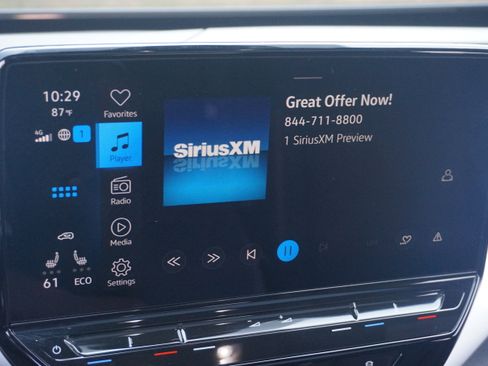 10:29
87°F
4G
1
Favorites
Player
Radio
Media
Settings
61
ECO
SiriusXM
Great Offer Now!
844-711-8800
1 SiriusXM Preview